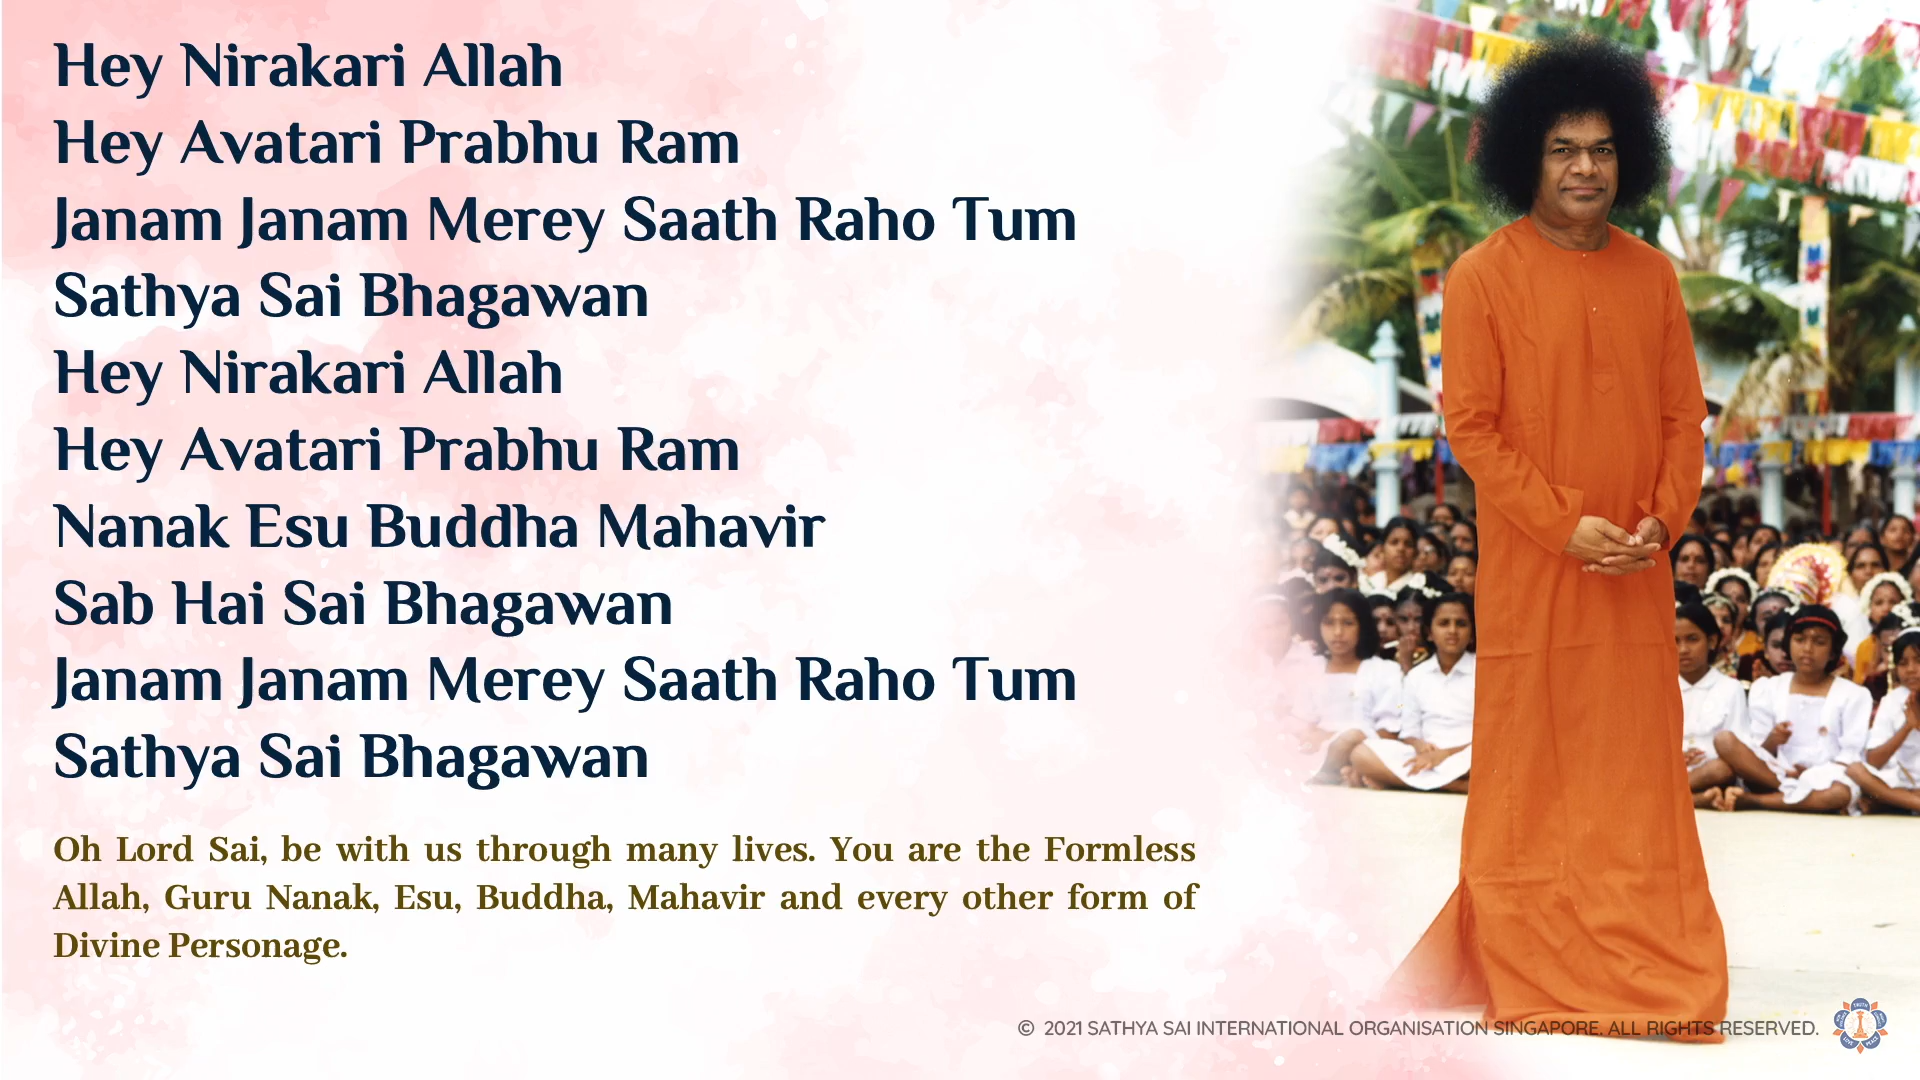 Hey Nirakari Allah
Hey Avatari Prabhu Ram
Janam Janam Merey Saath Raho Tum
Sathya Sai Bhagawan
Hey Nirakari Allah
Hey Avatari Prabhu Ram
Nanak Esu Buddha Mahavir
Sab Hai Sai Bhagawan
Janam Janam Merey Saath Raho Tum
Sathya Sai Bhagawan
Oh Lord Sai, be with us through many lives. You are the Formless
Allah, Guru Nanak, Esu, Buddha, Mahavir and every other form of
Divine Personage.
© 2021 SATHYA SAI INTERNATIONAL ORGANISATION SINGAPORE. ALL RIGHTS RESERVED.